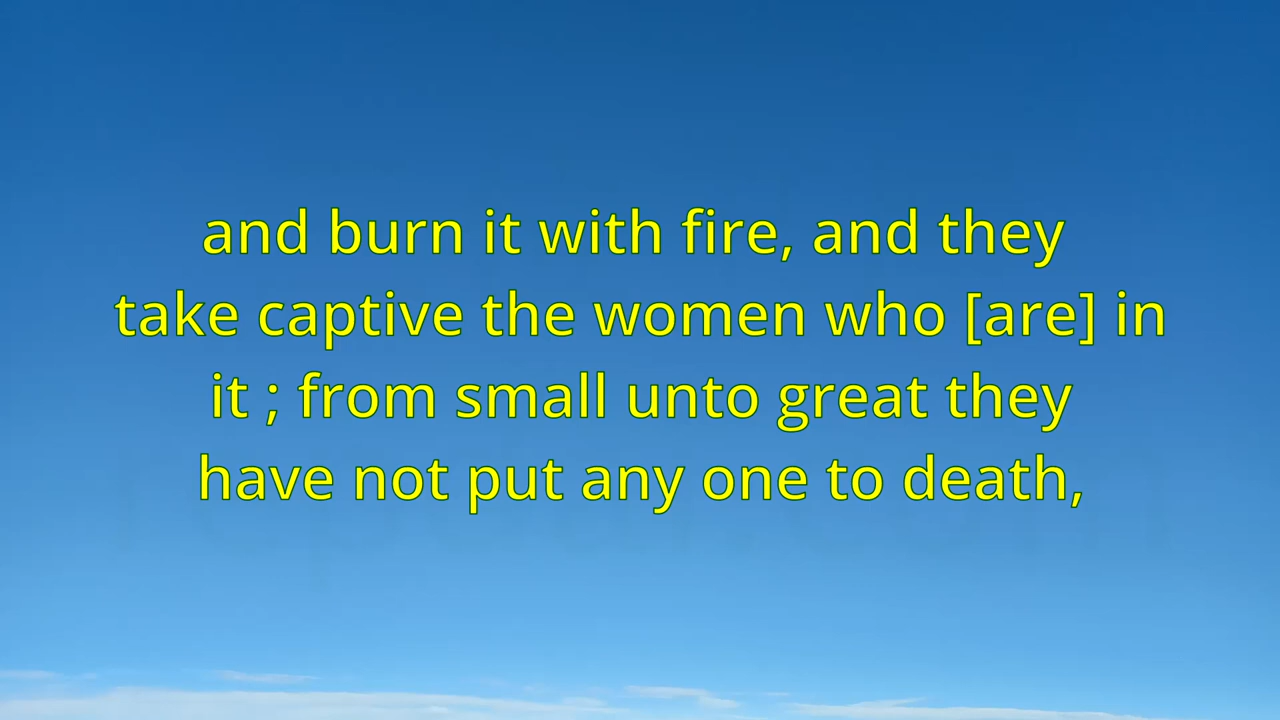 and burn it with fire, and they
take captive the women who [are] in
it ; from small unto great they
have not put any one to death,